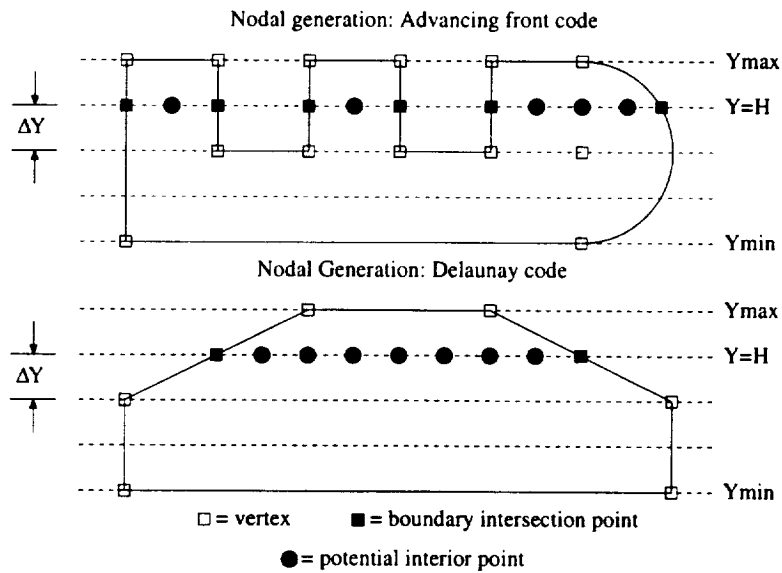 Nodal generation: Advancing front code
Ymax
Y=H
ΔY
Ymin
Nodal Generation: Delaunay code
Ymax
Y=H
ΔY
Ymin
= vertex
= boundary intersection point
= potential interior point